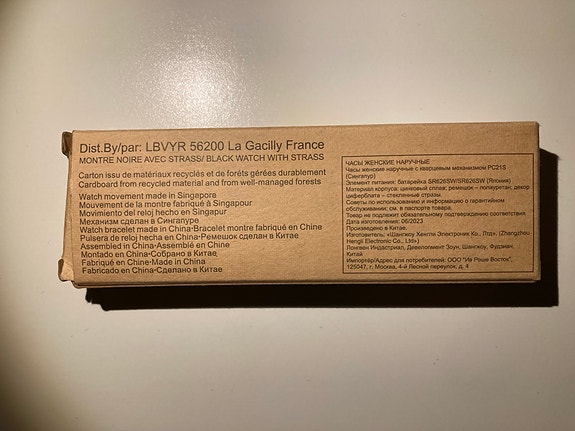 Dist.By/par: LBVYR 56200 La Gacilly France
MONTRE NOIRE AVEC STRASS/ BLACK WATCH WITH STRASS
Carton issu de matériaux recyclés et de forêts gérées durablement
Cardboard from recycled material and from well-managed forests
Watch movement made in Singapore
Mouvement de la montre fabriqué à Singapour
Movimiento del reloj hecho en Singapur
Механизм сделан в Сингапуре
Watch bracelet made in China·Bracelet montre fabriqué en Chine
Pulsera de reloj hecha en China·Ремешок сделан в Китае
Assembled in China·Assemblé en Chine
Montado en China·Собрано в Китае
Fabriqué en Chine·Made in China
Fabricado en China·Сделано в Китае
ЧАСЫ ЖЕНСКИЕ НАРУЧНЫЕ
Часы женские наручные с кварцевым механизмом PC21S
(Сингапур)
Элемент питания: батарейка SR626SW/SR626SW (Япония)
Материал корпуса: цинковый сплав; ремешок – полиуретан; декор
циферблата – стеклянный стразы.
Советы по использованию и информацию о гарантийном
обслуживании: см. в паспорте товара.
Товар не подлежит обязательному подтверждению соответствия
Дата изготовления: 06/2023
Произведено в Китае.
Изготовитель: «Шангжоу Хенгли Электроник Ко., Лтд», (Zhangzhou
Hengli Electronic Co., Ltd»)
Лонгвен Индастриал, Девелопмент Зоун, Шангжоу, Фудзиан,
Китай
Импортёр/Адрес для потребителей: ООО "Ив Роше Восток",
125047, г. Москва, 4-й Лесной переулок, д. 4